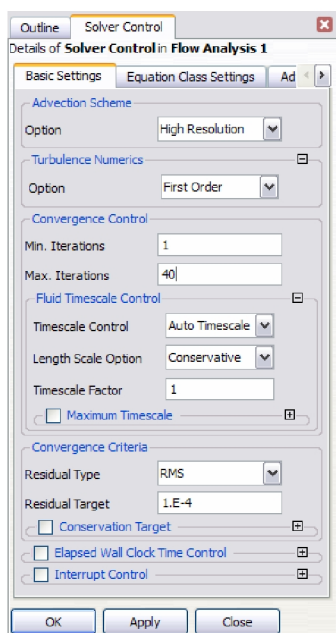 Outline Solver Control
Details of Solver Control in Flow Analysis 1
Basic Settings Equation Class Settings Ad
Advection Scheme
Option High Resolution
Turbulence Numerics
Option First Order
Convergence Control
Min. Iterations 1
Max. Iterations 40
Fluid Timescale Control
Timescale Control Auto Timescale
Length Scale Option Conservative
Timescale Factor 1
Maximum Timescale
Convergence Criteria
Residual Type RMS
Residual Target 1.E-4
Conservation Target
Elapsed Wall Clock Time Control
Interrupt Control
OK Apply Close